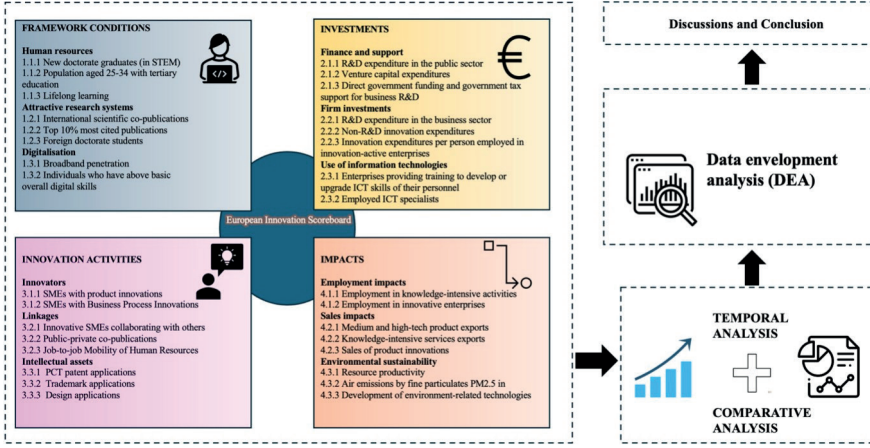 FRAMEWORK CONDITIONS
Human resources
1.1.1 New doctorate graduates (in STEM)
1.1.2 Population aged 25-34 with tertiary
education
1.1.3 Lifelong learning
Attractive research systems
1.2.1 International scientific co-publications
1.2.2 Top 10% most cited publications
1.2.3 Foreign doctorate students
Digitalisation
1.3.1 Broadband penetration
1.3.2 Individuals who have above basic
overall digital skills
INVESTMENTS
Finance and support
2.1.1 R&D expenditure in the public sector
2.1.2 Venture capital expenditures
2.1.3 Direct government funding and government tax
support for business R&D
Firm investments
2.2.1 R&D expenditure in the business sector
2.2.2 Non-R&D innovation expenditures
2.2.3 Innovation expenditures per person employed in
innovation-active enterprises
Use of information technologies
2.3.1 Enterprises providing training to develop or
upgrade ICT skills of their personnel
2.3.2 Employed ICT specialists
€
</>
European Innovation Scoreboard
INNOVATION ACTIVITIES
Innovators
3.1.1 SMEs with product innovations
3.1.2 SMEs with Business Process Innovations
Linkages
3.2.1 Innovative SMEs collaborating with others
3.2.2 Public-private co-publications
3.2.3 Job-to-job Mobility of Human Resources
Intellectual assets
3.3.1 PCT patent applications
3.3.2 Trademark applications
3.3.3 Design applications
IMPACTS
Employment impacts
4.1.1 Employment in knowledge-intensive activities
4.1.2 Employment in innovative enterprises
Sales impacts
4.2.1 Medium and high-tech product exports
4.2.2 Knowledge-intensive services exports
4.2.3 Sales of product innovations
Environmental sustainability
4.3.1 Resource productivity
4.3.2 Air emissions by fine particulates PM2.5 in
4.3.3 Development of environment-related technologies
Discussions and Conclusion
Data envelopment
analysis (DEA)
TEMPORAL
ANALYSIS
COMPARATIVE
ANALYSIS